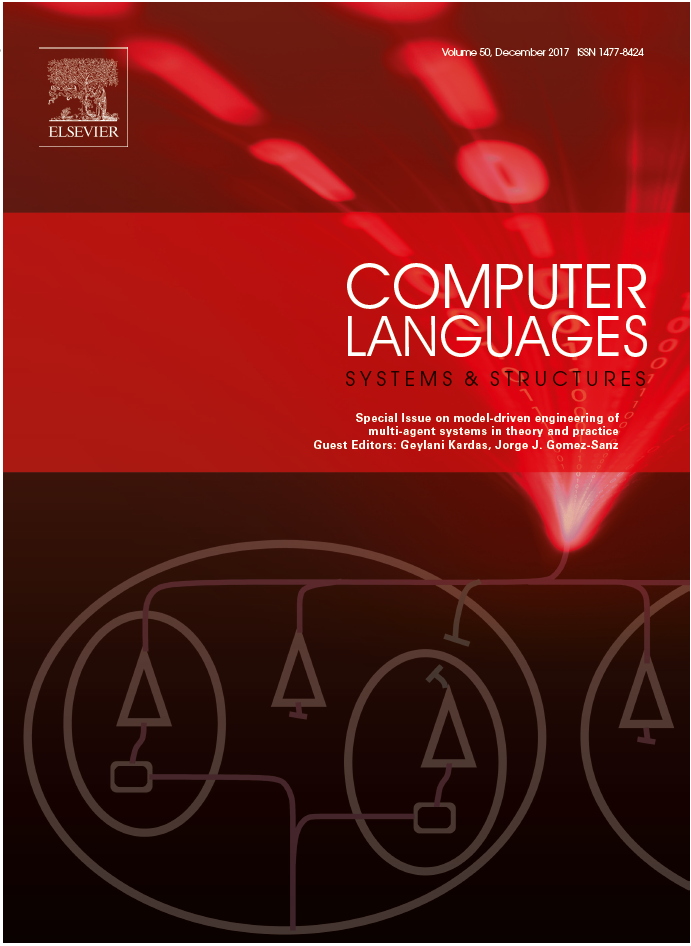 Volume 50, December 2017 ISSN 1477-8424
ELSEVIER
COMPUTER
LANGUAGES
SYSTEMS & STRUCTURES
Special Issue on model-driven engineering of
multi-agent systems in theory and practice
Guest Editors: Geylani Kardas, Jorge J. Gomez-Sanz